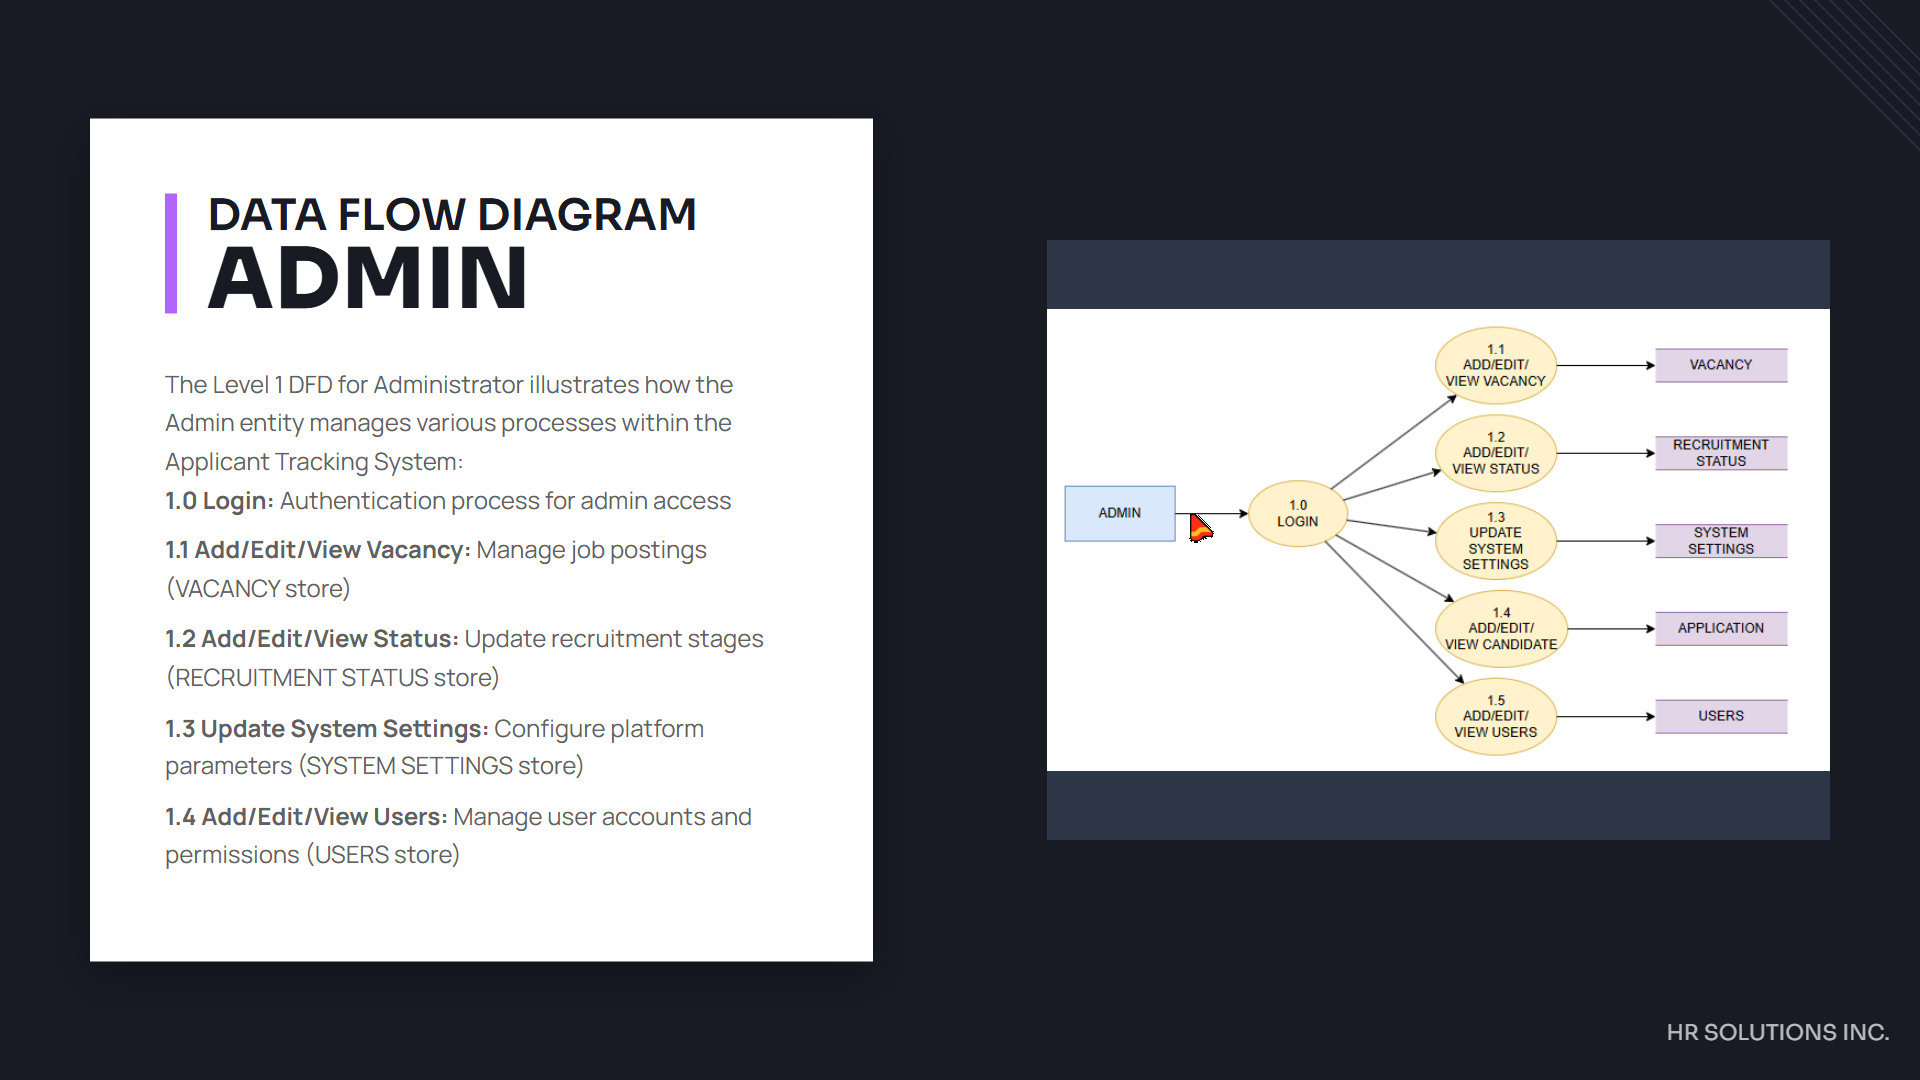 DATA FLOW DIAGRAM
ADMIN
The Level 1 DFD for Administrator illustrates how the
Admin entity manages various processes within the
Applicant Tracking System:
1.0 Login: Authentication process for admin access
1.1 Add/Edit/View Vacancy: Manage job postings
(VACANCY store)
1.2 Add/Edit/View Status: Update recruitment stages
(RECRUITMENT STATUS store)
1.3 Update System Settings: Configure platform
parameters (SYSTEM SETTINGS store)
1.4 Add/Edit/View Users: Manage user accounts and
permissions (USERS store)
ADMIN
1.0
LOGIN
1.1
ADD/EDIT/
VIEW VACANCY
VACANCY
1.2
ADD/EDIT/
VIEW STATUS
RECRUITMENT
STATUS
1.3
UPDATE
SYSTEM
SETTINGS
SYSTEM
SETTINGS
1.4
ADD/EDIT/
VIEW CANDIDATE
APPLICATION
1.5
ADD/EDIT/
VIEW USERS
USERS
HR SOLUTIONS INC.